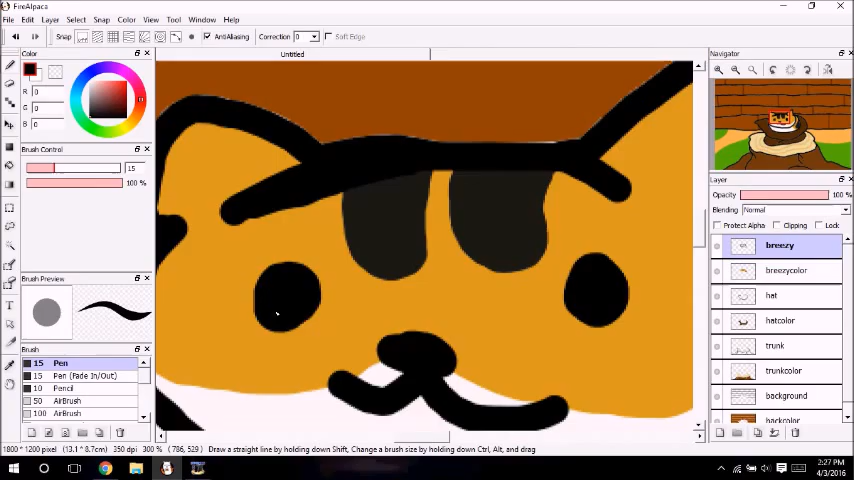 FireAlpaca
File Edit Layer Select Snap Color View Tool Window Help
Snap AntiAliasing Correction 0 Soft Edge
Color Untitled Navigator
R 0
G 0
B 0
Brush Control
15
100 %
Brush Preview
Brush
15 Pen
15 Pen (Fade In/Out)
10 Pencil
50 AirBrush
100 AirBrush
Layer
Opacity 100 %
Blending Normal
Protect Alpha Clipping Lock
breezy
breezycolor
hat
hatcolor
trunk
trunkcolor
background
backcolor
1800 * 1200 pixel (13.1 * 8.7cm) 350 dpi 300 % (786, 529) Draw a straight line by holding down Shift, Change a brush size by holding down Ctrl, Alt, and drag
2:27 PM
4/3/2016